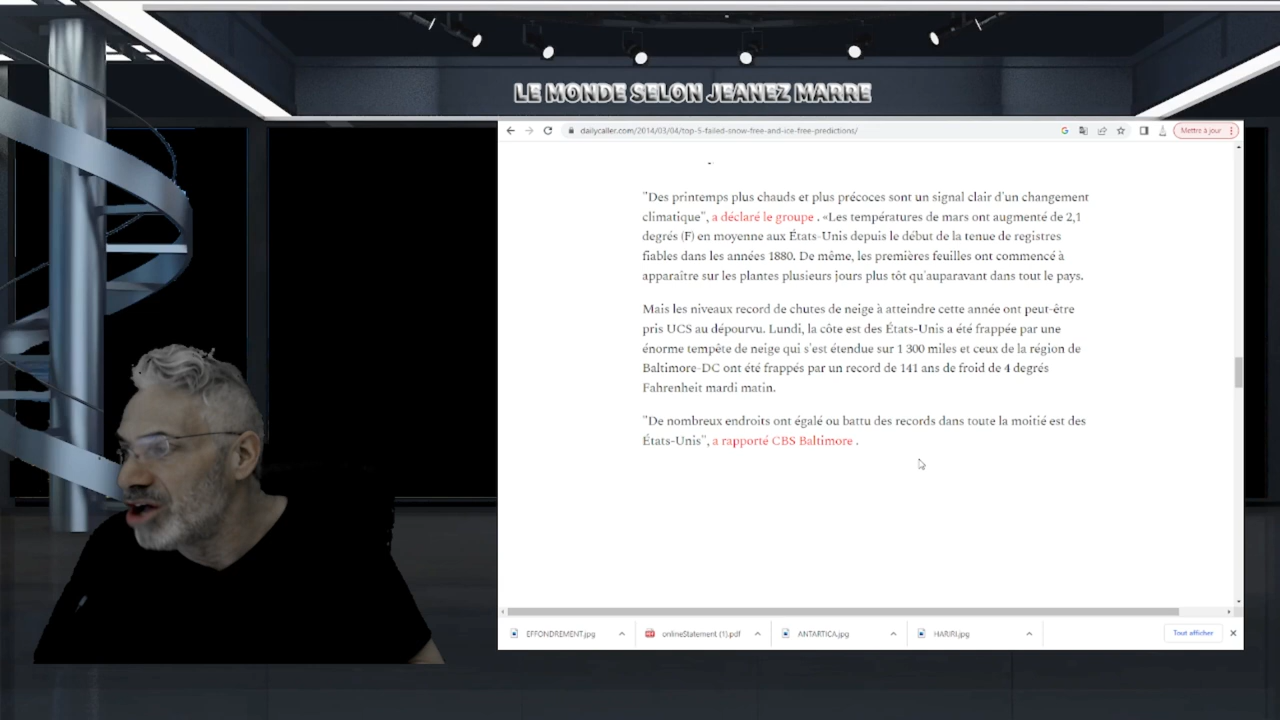 LE MONDE SELON JEANEZ MARRE
dailycaller.com/2014/03/04/top-5-failed-snow-free-and-ice-free-predictions/
Mettre à jour
"Des printemps plus chauds et plus précoces sont un signal clair d'un changement
climatique", a déclaré le groupe . «Les températures de mars ont augmenté de 2,1
degrés (F) en moyenne aux États-Unis depuis le début de la tenue de registres
fiables dans les années 1880. De même, les premières feuilles ont commencé à
apparaître sur les plantes plusieurs jours plus tôt qu'auparavant dans tout le pays.
Mais les niveaux record de chutes de neige à atteindre cette année ont peut-être
pris UCS au dépourvu. Lundi, la côte est des États-Unis a été frappée par une
énorme tempête de neige qui s'est étendue sur 1 300 miles et ceux de la région de
Baltimore-DC ont été frappés par un record de 141 ans de froid de 4 degrés
Fahrenheit mardi matin.
"De nombreux endroits ont égalé ou battu des records dans toute la moitié est des
États-Unis", a rapporté CBS Baltimore .
EFFONDREMENT.jpg
onlineStatement (1).pdf
ANTARTICA.jpg
HARIRI.jpg
Tout afficher